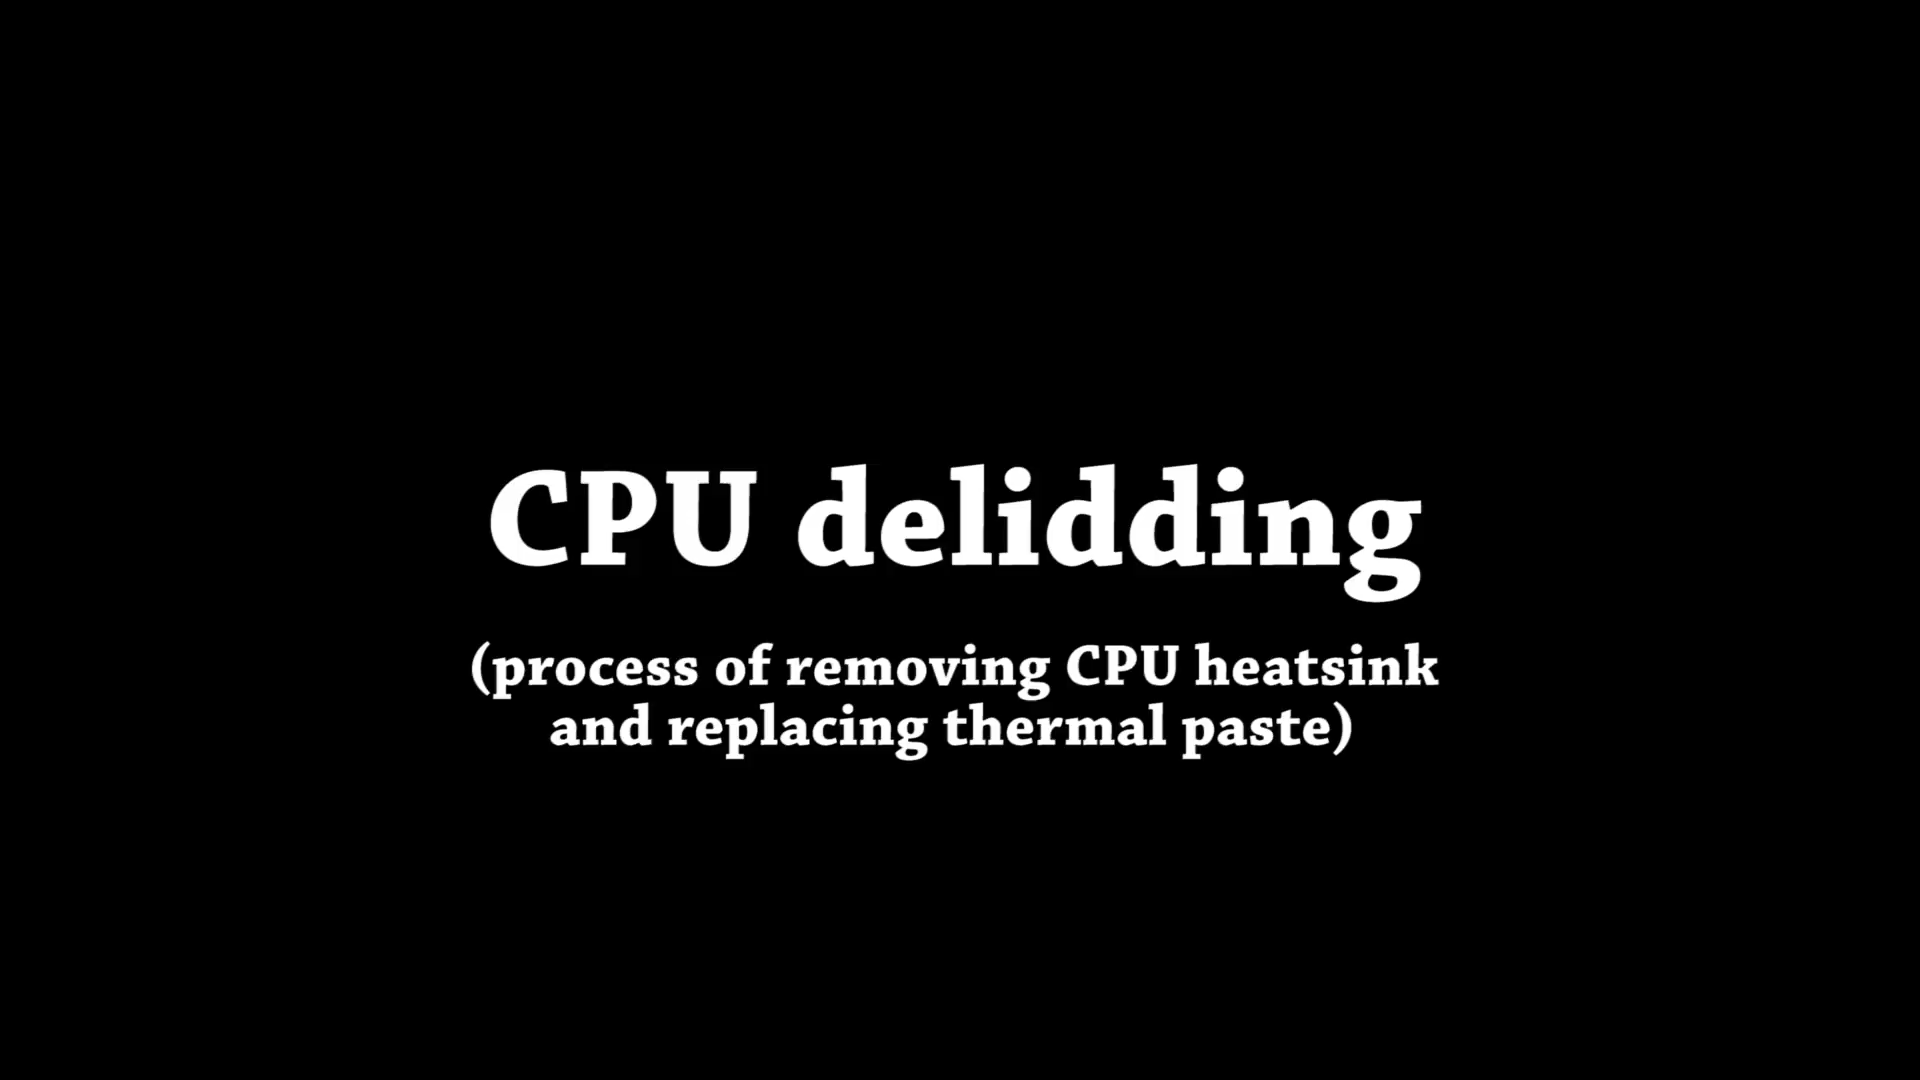 CPU delidding
(process of removing CPU heatsink
and replacing thermal paste)